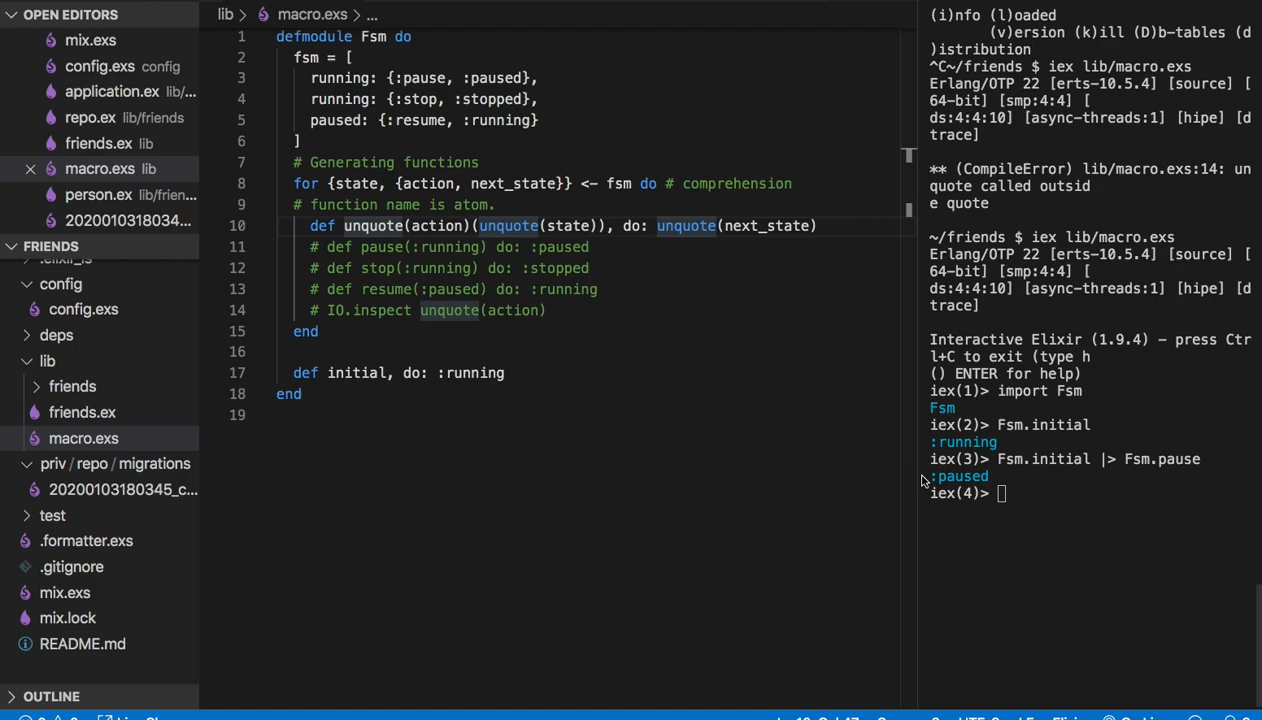 OPEN EDITORS
mix.exs
config.exs config
application.ex lib/...
repo.ex lib/friends
friends.ex lib
macro.exs lib
person.ex lib/frien...
2020010318034...
FRIENDS
config
config.exs
deps
lib
friends
friends.ex
macro.exs
priv / repo / migrations
20200103180345_c...
test
.formatter.exs
.gitignore
mix.exs
mix.lock
README.md
OUTLINE
lib > macro.exs > ...
1 defmodule Fsm do
2 fsm = [
3 running: {:pause, :paused},
4 running: {:stop, :stopped},
5 paused: {:resume, :running}
6 ]
7 # Generating functions
8 for {state, {action, next_state}} <- fsm do # comprehension
9 # function name is atom.
10 def unquote(action)(unquote(state)), do: unquote(next_state)
11 # def pause(:running) do: :paused
12 # def stop(:running) do: :stopped
13 # def resume(:paused) do: :running
14 # IO.inspect unquote(action)
15 end
16
17 def initial, do: :running
18 end
19
(i)nfo (l)oaded
(v)ersion (k)ill (D)b-tables (d
)istribution
^C~/friends $ iex lib/macro.exs
Erlang/OTP 22 [erts-10.5.4] [source] [
64-bit] [smp:4:4] [
ds:4:4:10] [async-threads:1] [hipe] [d
trace]
** (CompileError) lib/macro.exs:14: un
quote called outsid
e quote
~/friends $ iex lib/macro.exs
Erlang/OTP 22 [erts-10.5.4] [source] [
64-bit] [smp:4:4] [
ds:4:4:10] [async-threads:1] [hipe] [d
trace]
Interactive Elixir (1.9.4) - press Ctr
l+C to exit (type h
() ENTER for help)
iex(1)> import Fsm
Fsm
iex(2)> Fsm.initial
:running
iex(3)> Fsm.initial |> Fsm.pause
:paused
iex(4)>